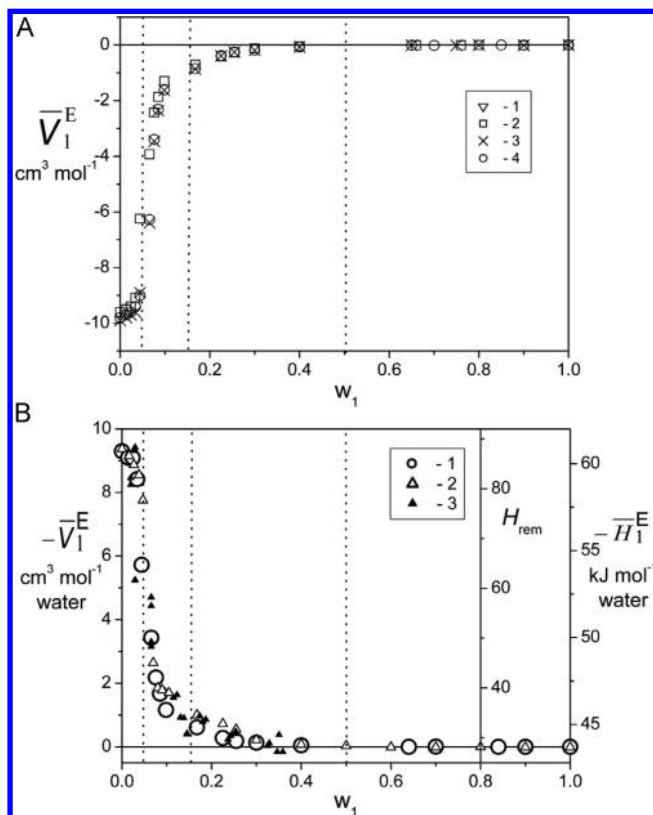 A
0
-2
-4
-6
-8
-10
V̅₁ᴱ
cm³ mol⁻¹
- 1
- 2
- 3
- 4
0.0 0.2 0.4 0.6 0.8 1.0
w₁
B
10
8
6
4
2
0
-V̅₁ᴱ
cm³ mol⁻¹
water
- 1
- 2
- 3
80
60
40
H_rem
60
55
50
45
-H̅₁ᴱ
kJ mol⁻¹
water
0.0 0.2 0.4 0.6 0.8 1.0
w₁